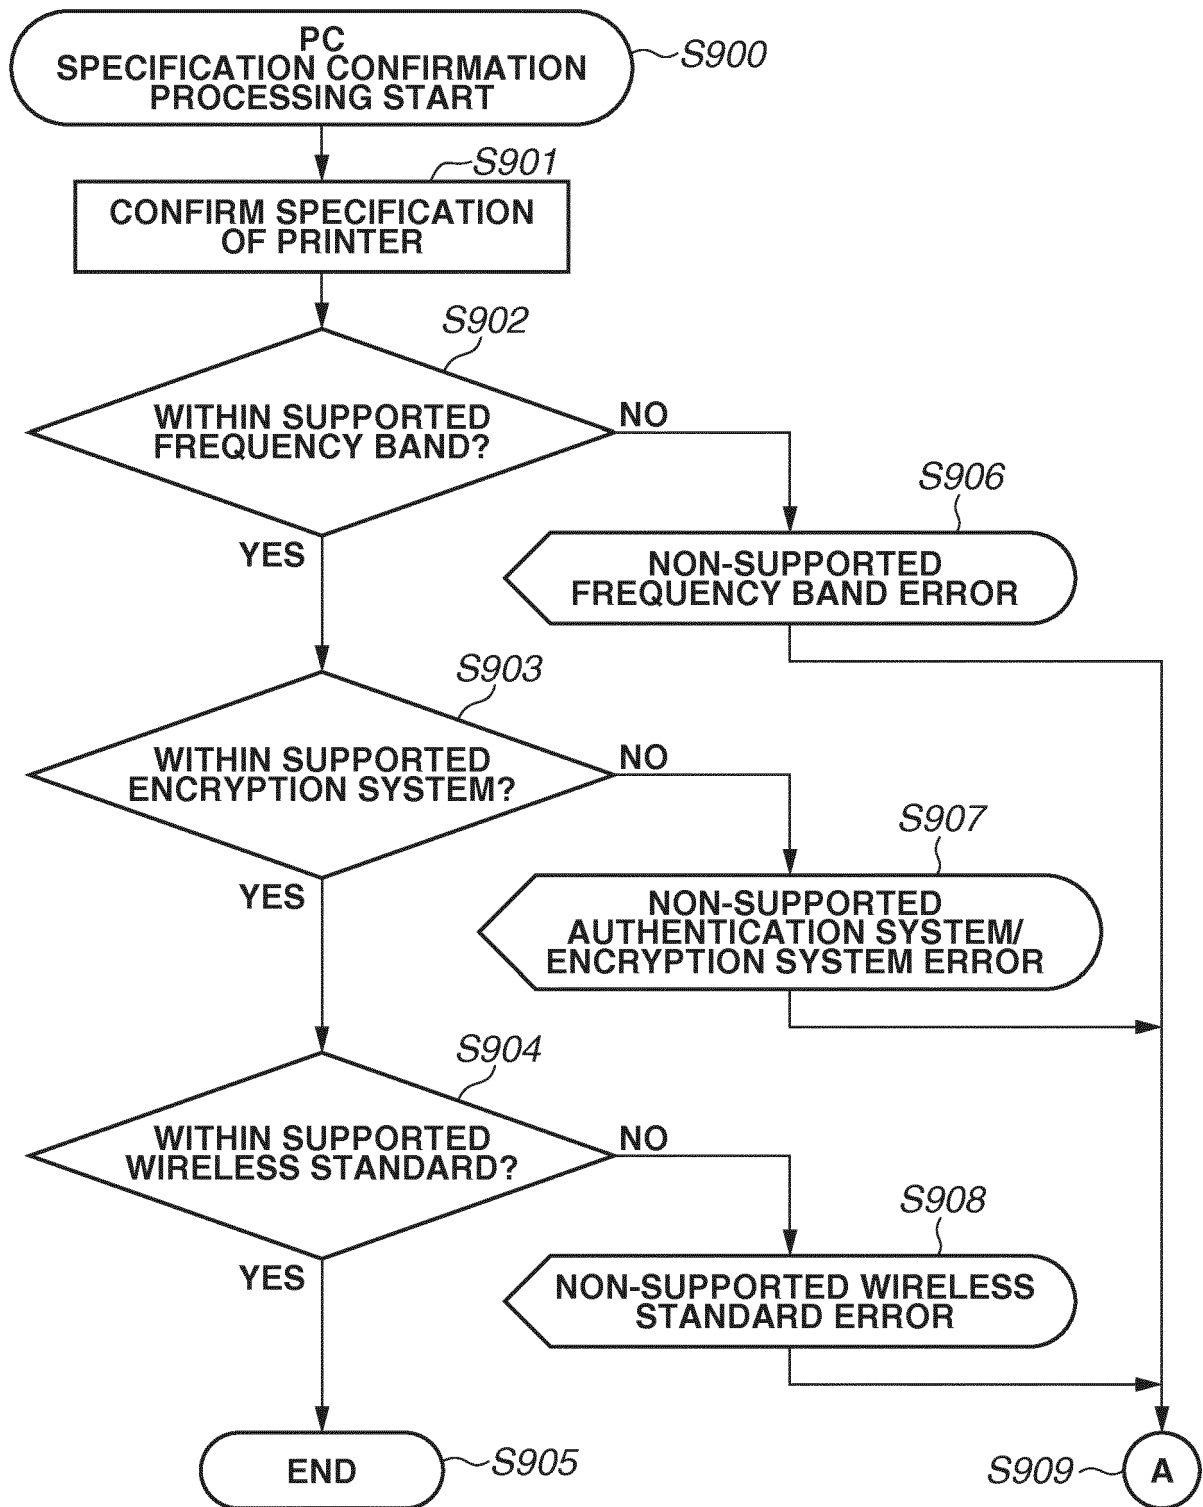 PC
SPECIFICATION CONFIRMATION
PROCESSING START
S900
S901
CONFIRM SPECIFICATION
OF PRINTER
S902
WITHIN SUPPORTED
FREQUENCY BAND?
NO
YES
S906
NON-SUPPORTED
FREQUENCY BAND ERROR
S903
WITHIN SUPPORTED
ENCRYPTION SYSTEM?
NO
YES
S907
NON-SUPPORTED
AUTHENTICATION SYSTEM/
ENCRYPTION SYSTEM ERROR
S904
WITHIN SUPPORTED
WIRELESS STANDARD?
NO
YES
S908
NON-SUPPORTED WIRELESS
STANDARD ERROR
END
S905
S909
A